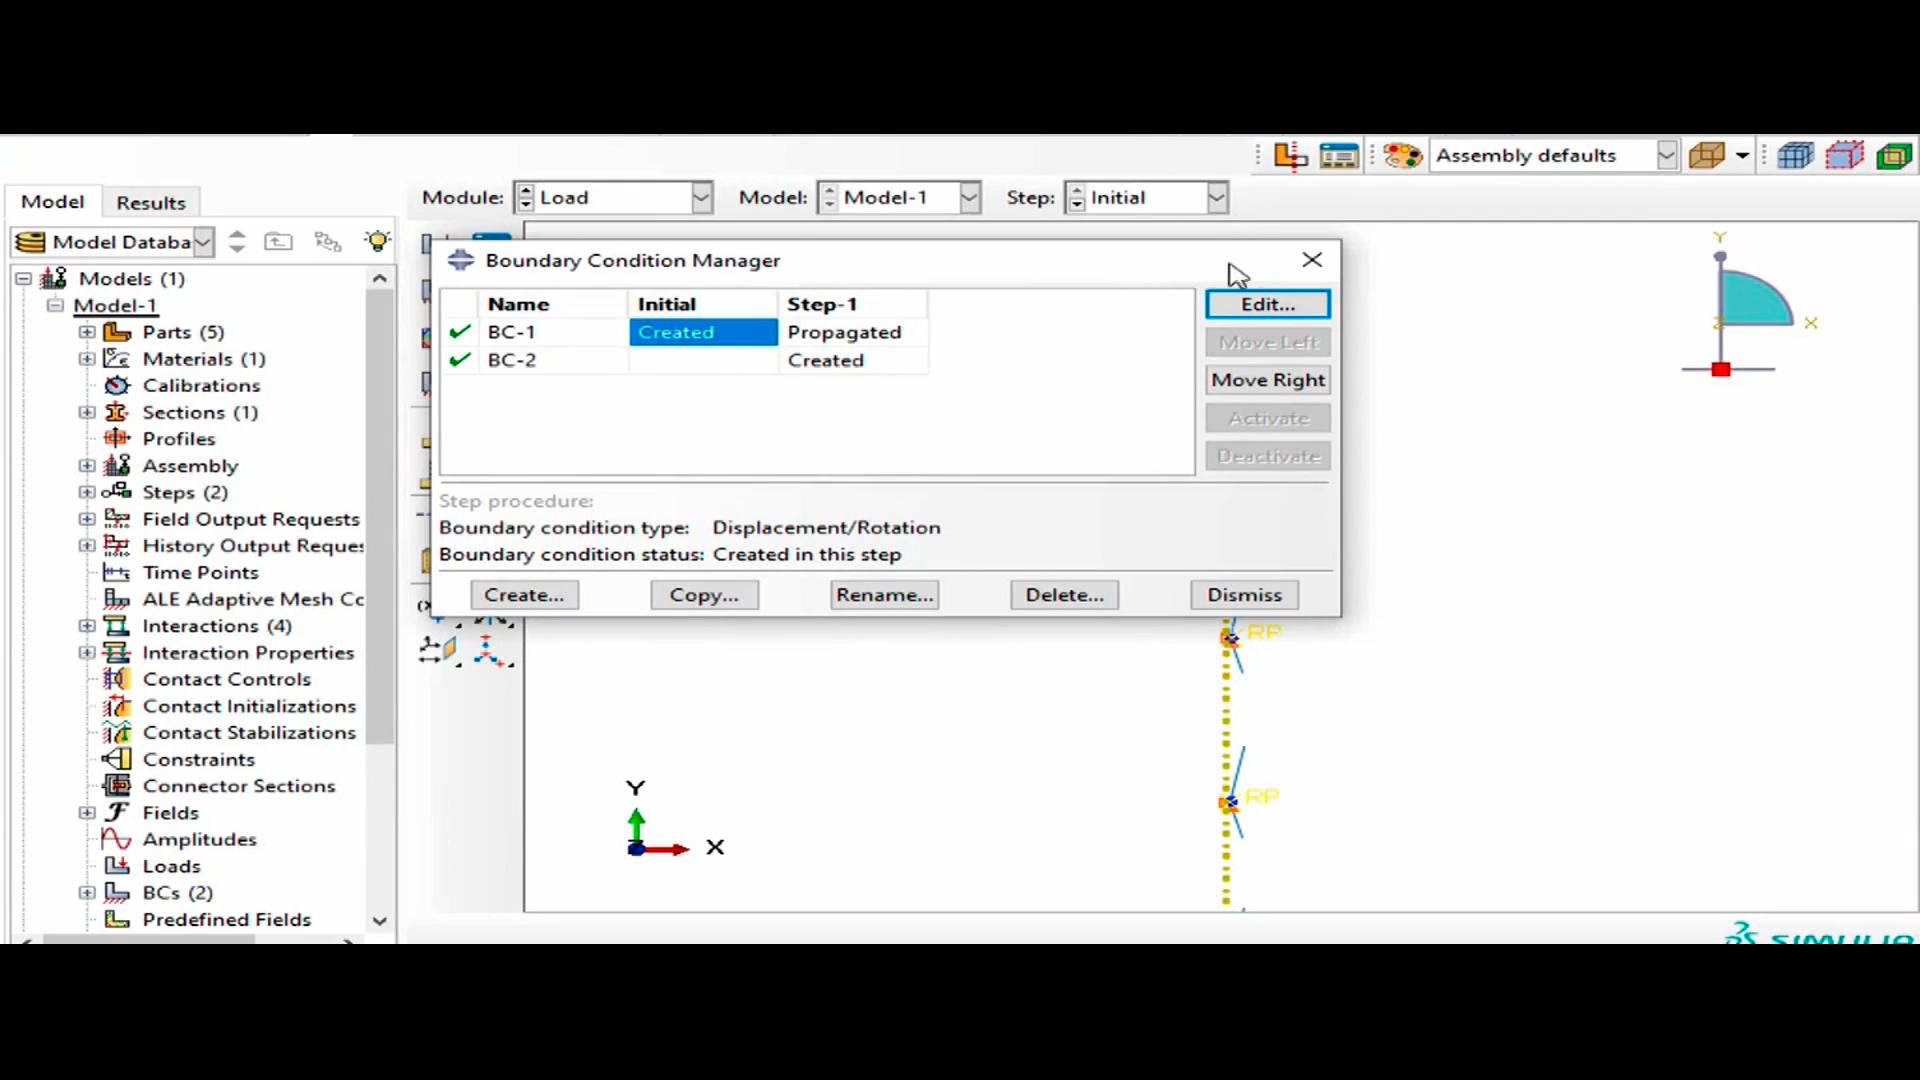 Assembly defaults
Model
Results
Module:
Load
Model:
Model-1
Step:
Initial
Model Databa
Models (1)
Model-1
Parts (5)
Materials (1)
Calibrations
Sections (1)
Profiles
Assembly
Steps (2)
Field Output Requests
History Output Reques
Time Points
ALE Adaptive Mesh Co
Interactions (4)
Interaction Properties
Contact Controls
Contact Initializations
Contact Stabilizations
Constraints
Connector Sections
Fields
Amplitudes
Loads
BCs (2)
Predefined Fields
Boundary Condition Manager
Name Initial Step-1
BC-1 Created Propagated
BC-2 Created
Edit...
Move Left
Move Right
Activate
Deactivate
Step procedure:
Boundary condition type: Displacement/Rotation
Boundary condition status: Created in this step
Create... Copy... Rename... Delete... Dismiss
Y
Z X
RP
RP
Y
X